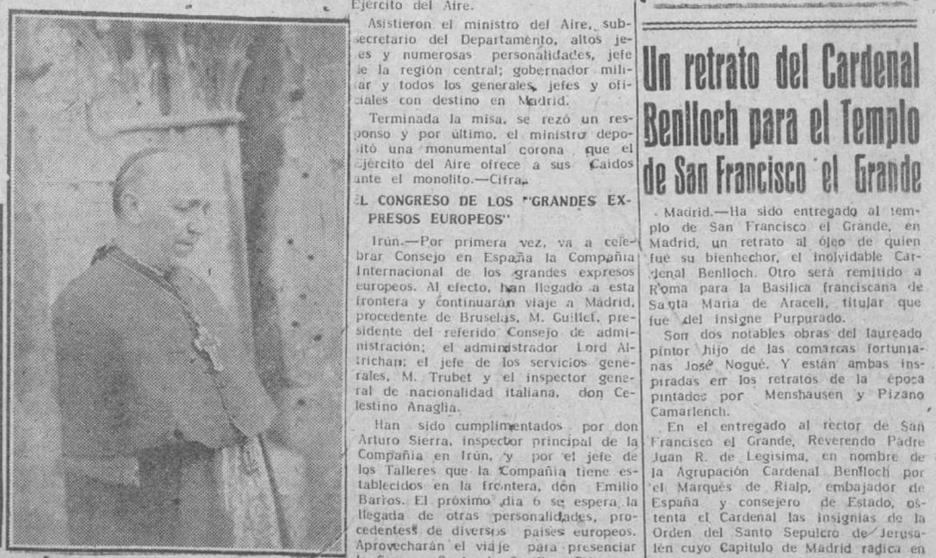 Ejército del Aire.
Asistieron el ministro del Aire, sub-
secretario del Departamento, altos je-
es y numerosas personalidades, jefe
e la región central; gobernador mili-
ar y todos los generales, jefes y ofi-
ciales con destino en Madrid.
Terminada la misa, se rezó un res-
ponso y por último, el ministro depo-
itó una monumental corona que el
Ejército del Aire ofrece a sus Caidos
ante el monolito.—Cifra.
EL CONGRESO DE LOS "GRANDES EX-
PRESOS EUROPEOS"
Irún.—Por primera vez, va a cele-
brar Consejo en España la Compañía
Internacional de los grandes expresos
europeos. Al efecto, han llegado a esta
frontera y continuarán viaje a Madrid,
procedente de Bruselas, M. Guillet, pre-
sidente del referido Consejo de admi-
nistración; el administrador Lord Al-
trichan; el jefe de los servicios gene-
rales, M. Trubet y el inspector gene-
ral de nacionalidad italiana, don Ce-
lestino Anaglia.
Han sido cumplimentados por don
Arturo Sierra, inspector principal de la
Compañía en Irún, y por el jefe de
los Talleres que la Compañía tiene es-
tablecidos en la frontera, don Emilio
Barios. El próximo dia 6 se espera la
llegada de otras personalidades, pro-
cedentess de diversos países europeos.
Aprovecharán el viaje para presenciar
Un retrato del Cardenal
Benlloch para el Templo
de San Francisco el Grande
Madrid.—Ha sido entregado al tem-
plo de San Francisco el Grande, en
Madrid, un retrato al óleo de quien
fué su bienhechor, el inolvidable Car-
denal Benlloch. Otro será remitido a
Roma para la Basílica franciscana de
Santa Maria de Araceli, titular que
fue del insigne Purpurado.
Son dos notables obras del laureado
pintor hijo de las comarcas fortunia-
nas José Nogué. Y están ambas ins-
piradas en los retratos de la época
pintados por Menshausen y Pizano
Camarlench.
En el entregado al rector de San
Francisco el Grande, Reverendo Padre
Juan R. de Legisima, en nombre de
la Agrupación Cardenal Benlloch por
el Marqués de Rialp, embajador de
España y consejero de Estado, os-
tenta el Cardenal las insignias de la
Orden del Santo Sepulcro de Jerusa-
lén cuyo Capitulo de Madrid radica en